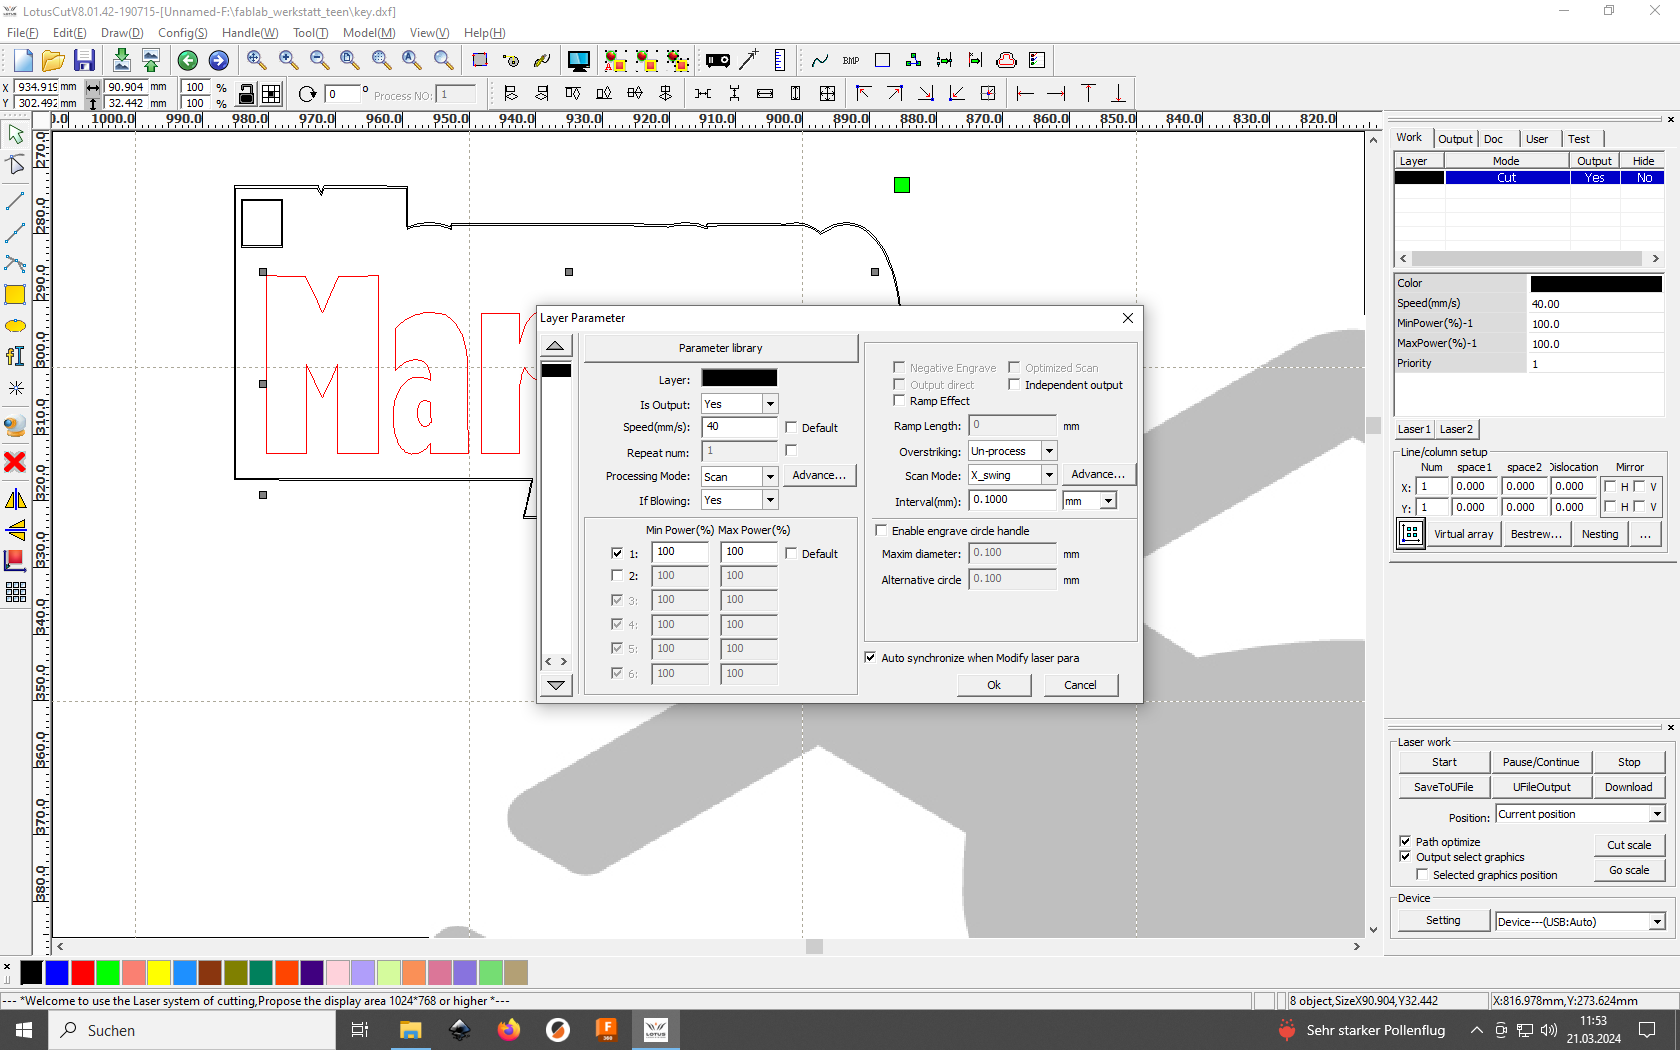 LotusCutV8.01.42-190715-[Unnamed-F:\fablab_werkstatt_teen\key.dxf]
File(F) Edit(E) Draw(D) Config(S) Handle(W) Tool(T) Model(M) View(V) Help(H)
BMP
X 934.919 mm 90.904 mm 100 %
Y 302.492 mm 32.442 mm 100 %
0 ° Process NO: 1
0.0 1000.0 990.0 980.0 970.0 960.0 950.0 940.0 930.0 920.0 910.0 900.0 890.0 880.0 870.0 860.0 850.0 840.0 830.0 820.0
270.0
280.0
290.0
300.0
310.0
320.0
330.0
340.0
350.0
360.0
370.0
380.0
Mar
Layer Parameter
Parameter library
Layer:
Is Output: Yes
Speed(mm/s): 40 Default
Repeat num: 1
Processing Mode: Scan Advance...
If Blowing: Yes
Min Power(%) Max Power(%)
1: 100 100 Default
2: 100 100
3: 100 100
4: 100 100
5: 100 100
6: 100 100
Negative Engrave Optimized Scan
Output direct Independent output
Ramp Effect
Ramp Length: 0 mm
Overstriking: Un-process
Scan Mode: X_swing Advance...
Interval(mm): 0.1000 mm
Enable engrave circle handle
Maxim diameter: 0.100 mm
Alternative circle 0.100 mm
Auto synchronize when Modify laser para
Ok Cancel
Work Output Doc User Test
Layer Mode Output Hide
Cut Yes No
Color
Speed(mm/s) 40.00
MinPower(%)-1 100.0
MaxPower(%)-1 100.0
Priority 1
Laser1 Laser2
Line/column setup
Num space1 space2 Dislocation Mirror
X: 1 0.000 0.000 0.000 H V
Y: 1 0.000 0.000 0.000 H V
Virtual array Bestrew... Nesting ...
Laser work
Start Pause/Continue Stop
SaveToUFile UFileOutput Download
Position: Current position
Path optimize
Output select graphics
Selected graphics position
Cut scale
Go scale
Device
Setting Device---(USB:Auto)
--- *Welcome to use the Laser system of cutting,Propose the display area 1024*768 or higher *---
8 object,SizeX90.904,Y32.442
X:816.978mm,Y:273.624mm
Suchen
F
360
LOTUS
Sehr starker Pollenflug
11:53
21.03.2024